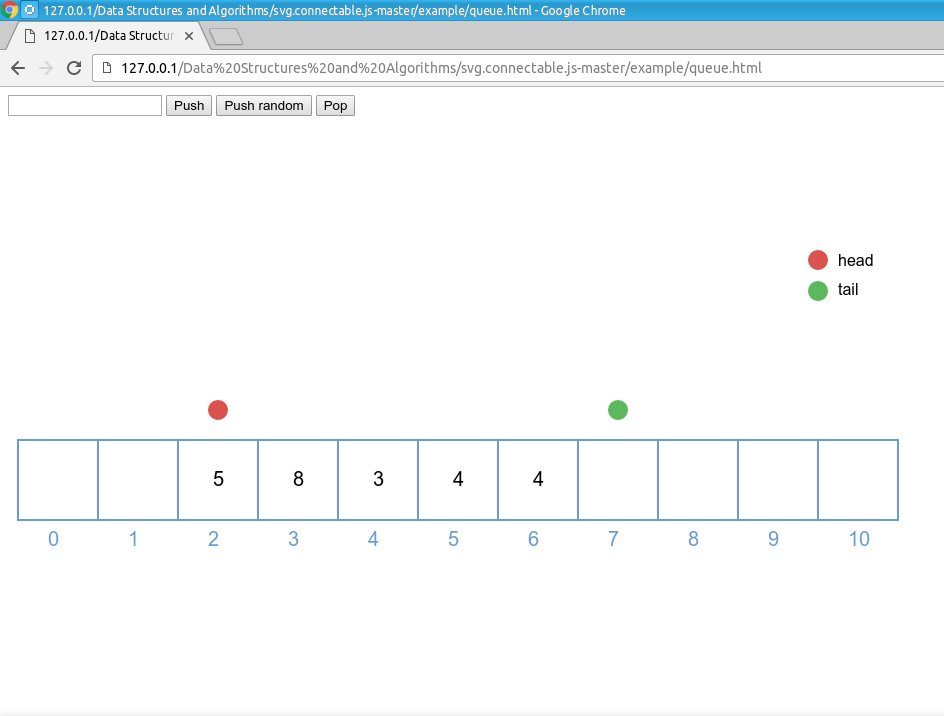 127.0.0.1/Data Structures and Algorithms/svg.connectable.js-master/example/queue.html - Google Chrome
127.0.0.1/Data Structur
127.0.0.1/Data%20Structures%20and%20Algorithms/svg.connectable.js-master/example/queue.html
Push Push random Pop
head
tail
5 8 3 4 4
0 1 2 3 4 5 6 7 8 9 10